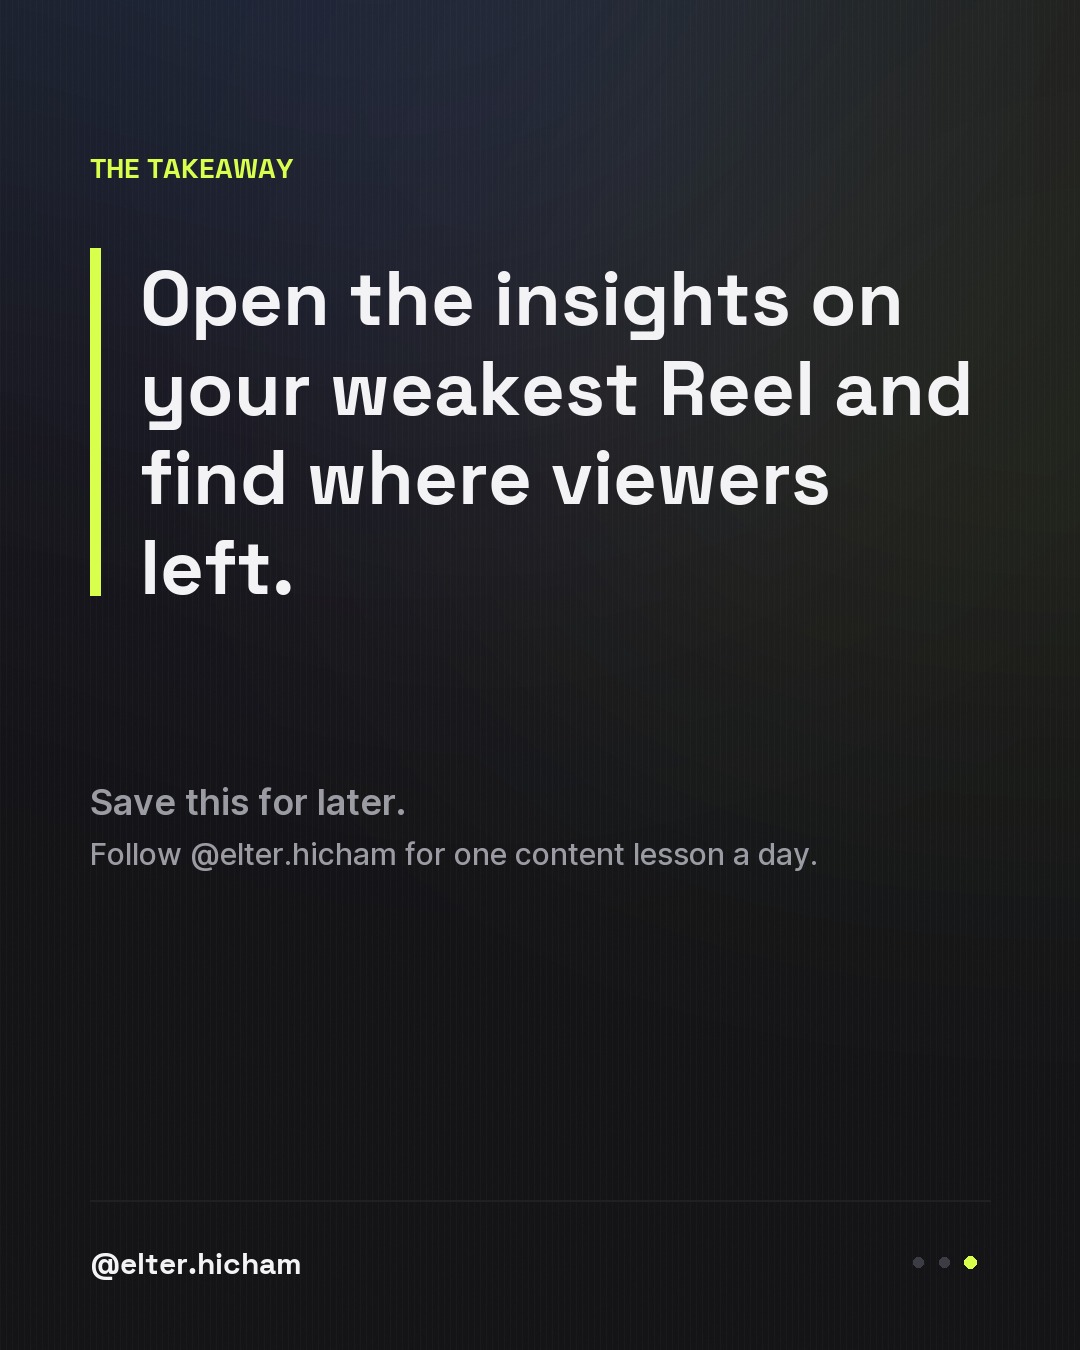 THE TAKEAWAY
Open the insights on
your weakest Reel and
find where viewers
left.
Save this for later.
Follow @elter.hicham for one content lesson a day.
@elter.hicham